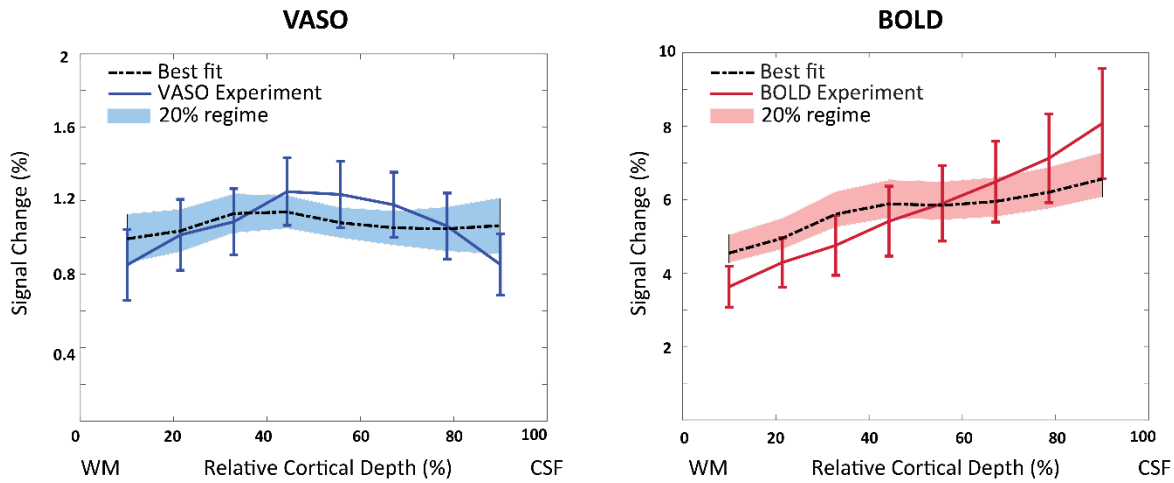 VASO
2
1.6
1.2
0.8
0.4
Signal Change (%)
Best fit
VASO Experiment
20% regime
0 20 40 60 80 100
WM Relative Cortical Depth (%) CSF
BOLD
10
8
6
4
2
Signal Change (%)
Best fit
BOLD Experiment
20% regime
0 20 40 60 80 100
WM Relative Cortical Depth (%) CSF